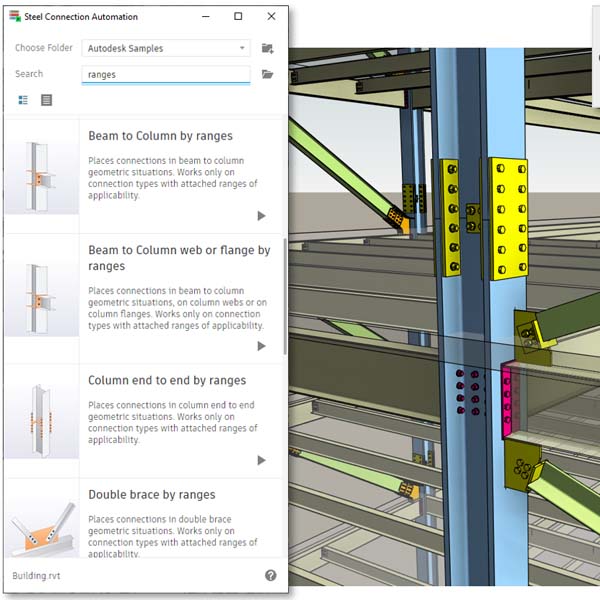 Steel Connection Automation
Choose Folder
Autodesk Samples
Search
ranges
Beam to Column by ranges
Places connections in beam to column
geometric situations. Works only on
connection types with attached ranges of
applicability.
Beam to Column web or flange by
ranges
Places connections in beam to column
geometric situations, on column webs or on
column flanges. Works only on connection
types with attached ranges of applicability.
Column end to end by ranges
Places connections in column end to end
geometric situations. Works only on
connection types with attached ranges of
applicability.
Double brace by ranges
Places connections in double brace
geometric situations. Works only on
connection types with attached ranges of
applicability.
Building.rvt